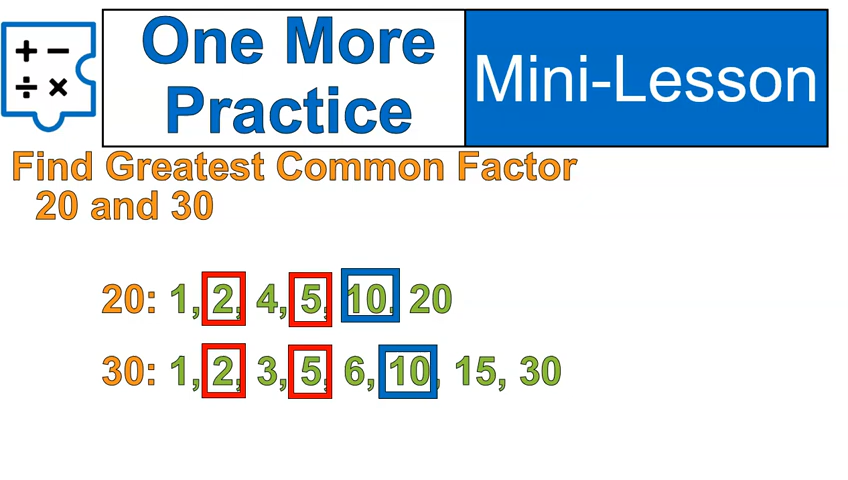 One More
Practice
Mini-Lesson
Find Greatest Common Factor
20 and 30
20: 1, 2, 4, 5, 10, 20
30: 1, 2, 3, 5, 6, 10, 15, 30